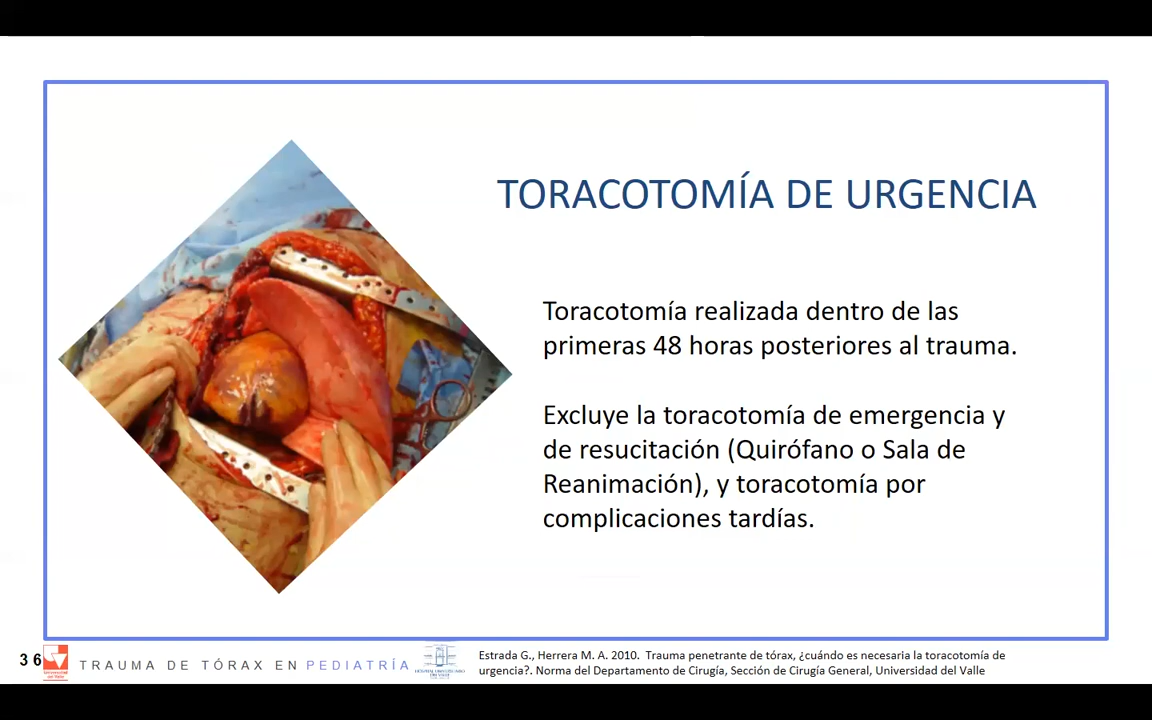 TORACOTOMÍA DE URGENCIA
Toracotomía realizada dentro de las
primeras 48 horas posteriores al trauma.
Excluye la toracotomía de emergencia y
de resucitación (Quirófano o Sala de
Reanimación), y toracotomía por
complicaciones tardías.
36
TRAUMA DE TÓRAX EN PEDIATRÍA
Estrada G., Herrera M. A. 2010. Trauma penetrante de tórax, ¿cuándo es necesaria la toracotomía de
urgencia?. Norma del Departamento de Cirugía, Sección de Cirugía General, Universidad del Valle